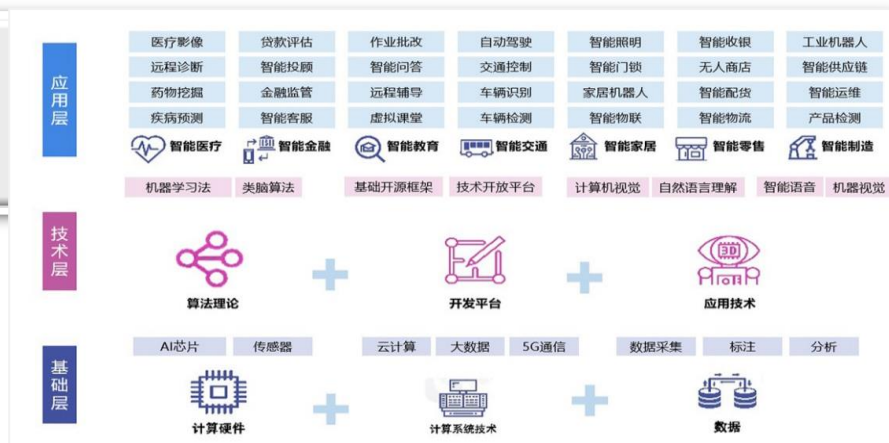 应用层
医疗影像 贷款评估 作业批改 自动驾驶 智能照明 智能收银 工业机器人
远程诊断 智能投顾 智能问答 交通控制 智能门锁 无人商店 智能供应链
药物挖掘 金融监管 远程辅导 车辆识别 家居机器人 智能配货 智能运维
疾病预测 智能客服 虚拟课堂 车辆检测 智能物联 智能物流 产品检测
智能医疗 智能金融 智能教育 智能交通 智能家居 智能零售 智能制造
技术层
机器学习法 类脑算法 基础开源框架 技术开放平台 计算机视觉 自然语言理解 智能语音 机器视觉
3D
算法理论 开发平台 应用技术
基础层
AI芯片 传感器 云计算 大数据 5G通信 数据采集 标注 分析
计算硬件 计算系统技术 数据